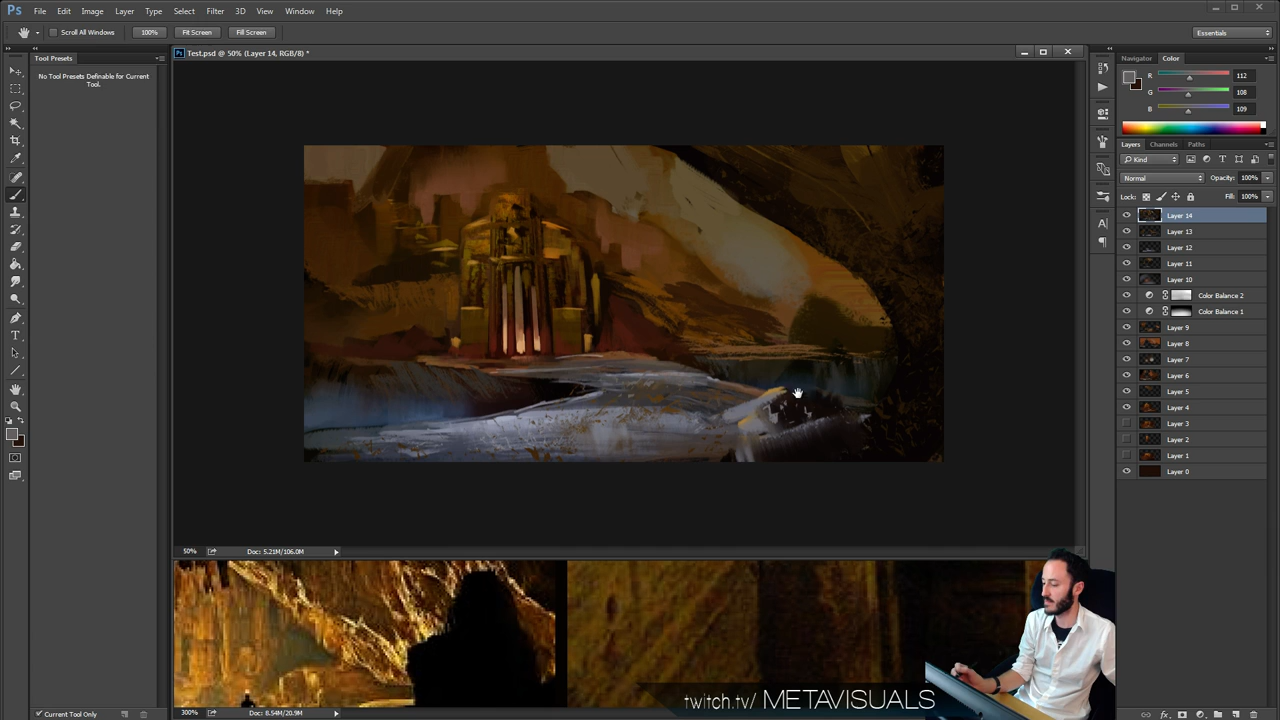 Ps File Edit Image Layer Type Select Filter 3D View Window Help
Scroll All Windows 100% Fit Screen Fill Screen Essentials
Tool Presets
No Tool Presets Definable for Current
Tool.
Current Tool Only
Test.psd @ 50% (Layer 14, RGB/8) *
50% Doc: 5.21M/106.0M
300% Doc: 8.54M/20.9M
twitch.tv/ METAVISUALS
Navigator Color
R 112
G 108
B 109
Layers Channels Paths
Kind
Normal Opacity: 100%
Lock: Fill: 100%
Layer 14
Layer 13
Layer 12
Layer 11
Layer 10
Color Balance 2
Color Balance 1
Layer 9
Layer 8
Layer 7
Layer 6
Layer 5
Layer 4
Layer 3
Layer 2
Layer 1
Layer 0